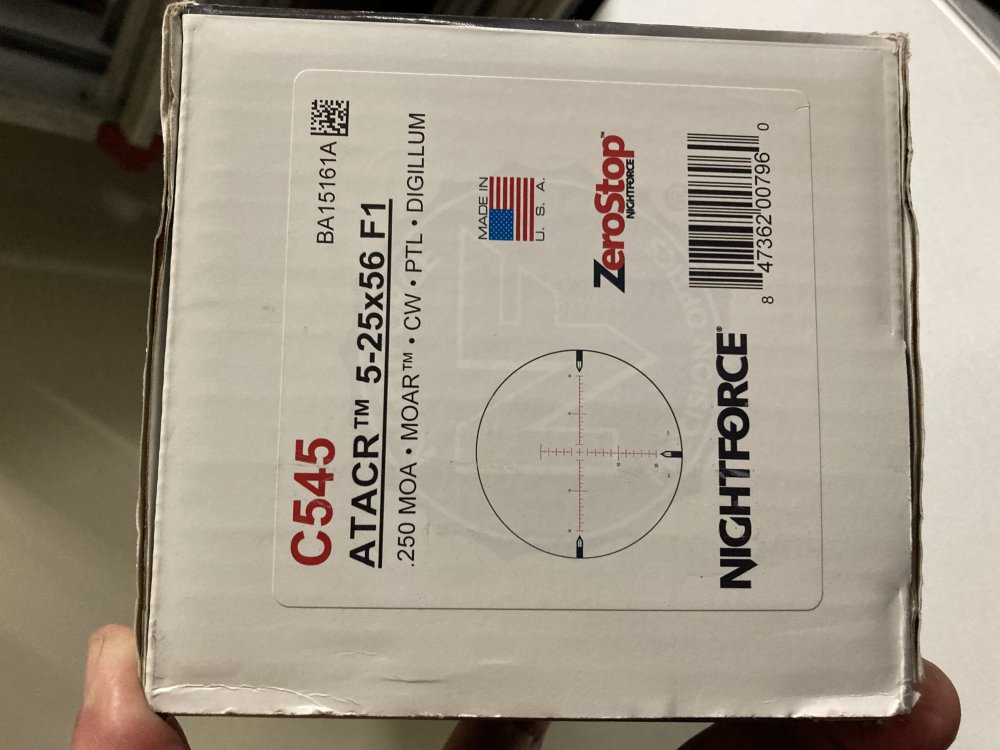 C545
BA15161A
ATACR™ 5-25x56 F1
.250 MOA • MOAR™ • CW • PTL • DIGILLUM
MADE IN
U. S. A.
ZeroStop™
NIGHTFORCE
NIGHTFORCE®
8 47362 00796 0